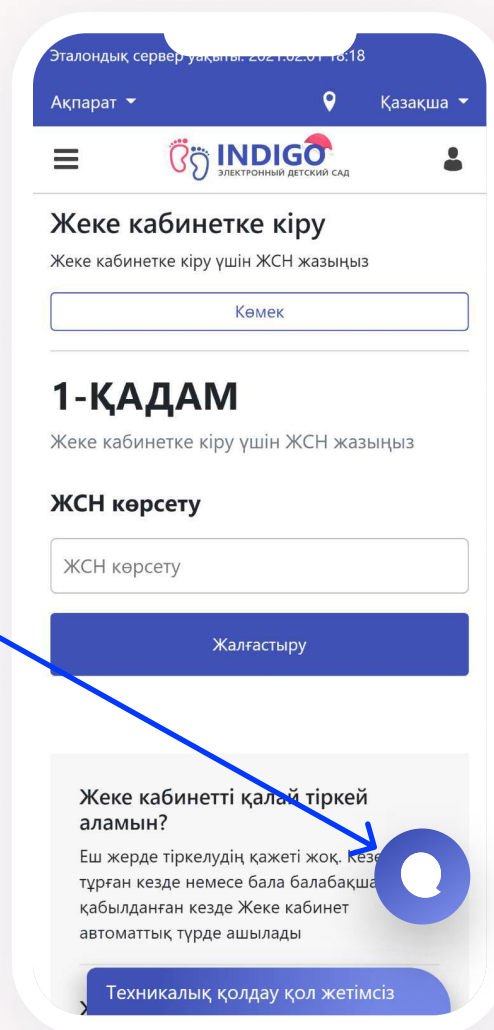 Эталондық сервер уақыты: 2021.02.01 18:18
Ақпарат
Қазақша
INDIGO
ЭЛЕКТРОННЫЙ ДЕТСКИЙ САД
Жеке кабинетке кіру
Жеке кабинетке кіру үшін ЖСН жазыңыз
Көмек
1-ҚАДАМ
Жеке кабинетке кіру үшін ЖСН жазыңыз
ЖСН көрсету
ЖСН көрсету
Жалғастыру
Жеке кабинетті қалай тіркей
аламын?
Еш жерде тіркелудің қажеті жоқ.
тұрған кезде немесе бала
қабылданған кезде Жеке кабинет
автоматтық түрде ашылады
Техникалық қолдау қол жетімсіз